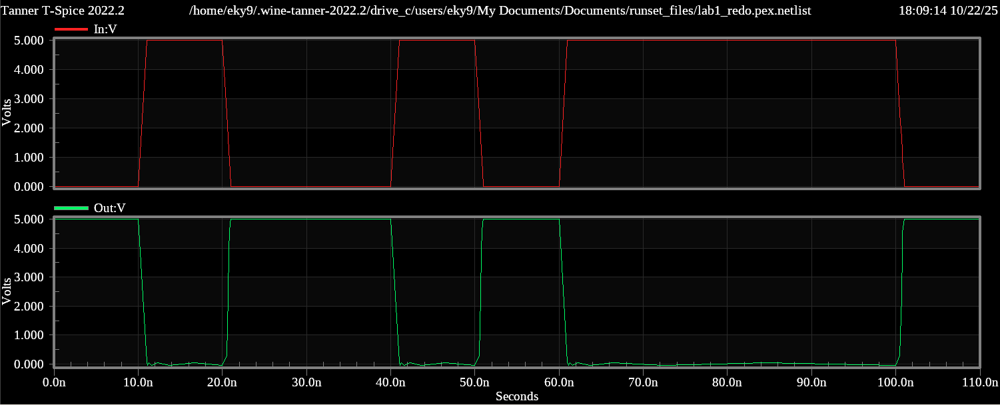 Tanner T-Spice 2022.2 /home/eky9/.wine-tanner-2022.2/drive_c/users/eky9/My Documents/Documents/runset_files/lab1_redo.pex.netlist 18:09:14 10/22/25
In:V
5.000
4.000
3.000
2.000
1.000
0.000
Volts
Out:V
5.000
4.000
3.000
2.000
1.000
0.000
Volts
0.0n 10.0n 20.0n 30.0n 40.0n 50.0n 60.0n 70.0n 80.0n 90.0n 100.0n 110.0n
Seconds